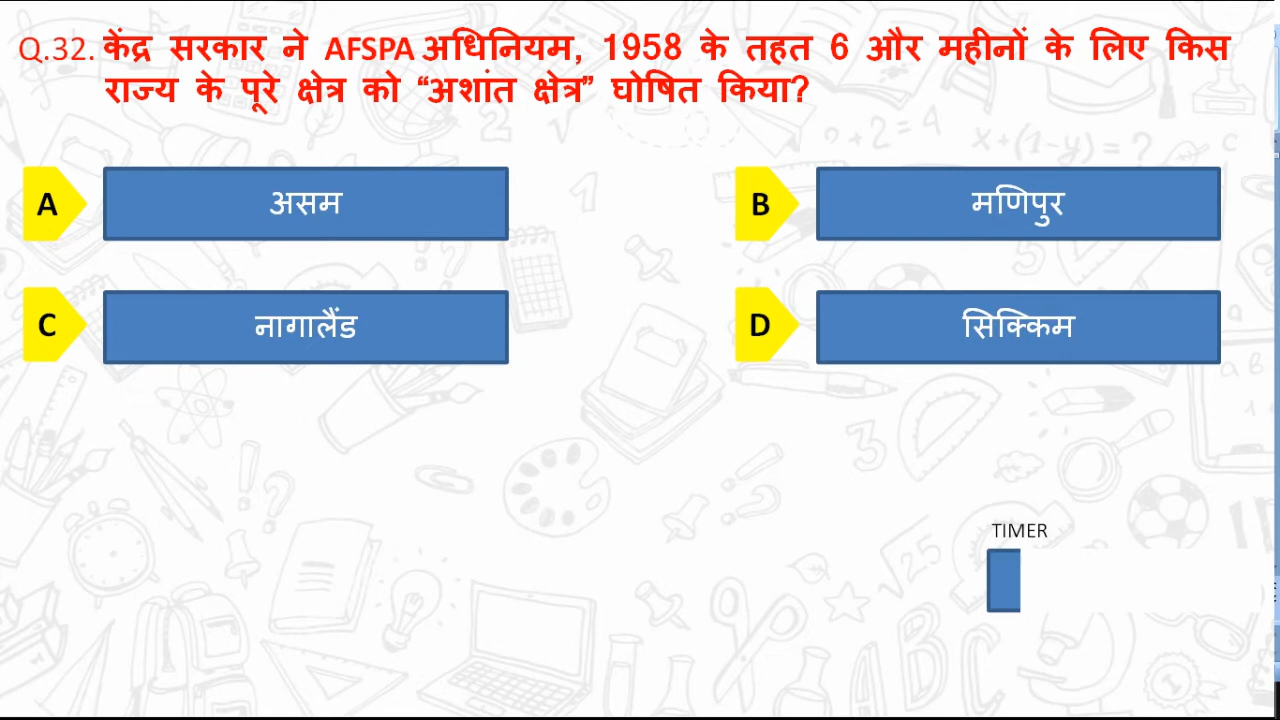 Q.32. केंद्र सरकार ने AFSPA अधिनियम, 1958 के तहत 6 और महीनों के लिए किस
राज्य के पूरे क्षेत्र को “अशांत क्षेत्र” घोषित किया?
A असम
B मणिपुर
C नागालैंड
D सिक्किम
TIMER